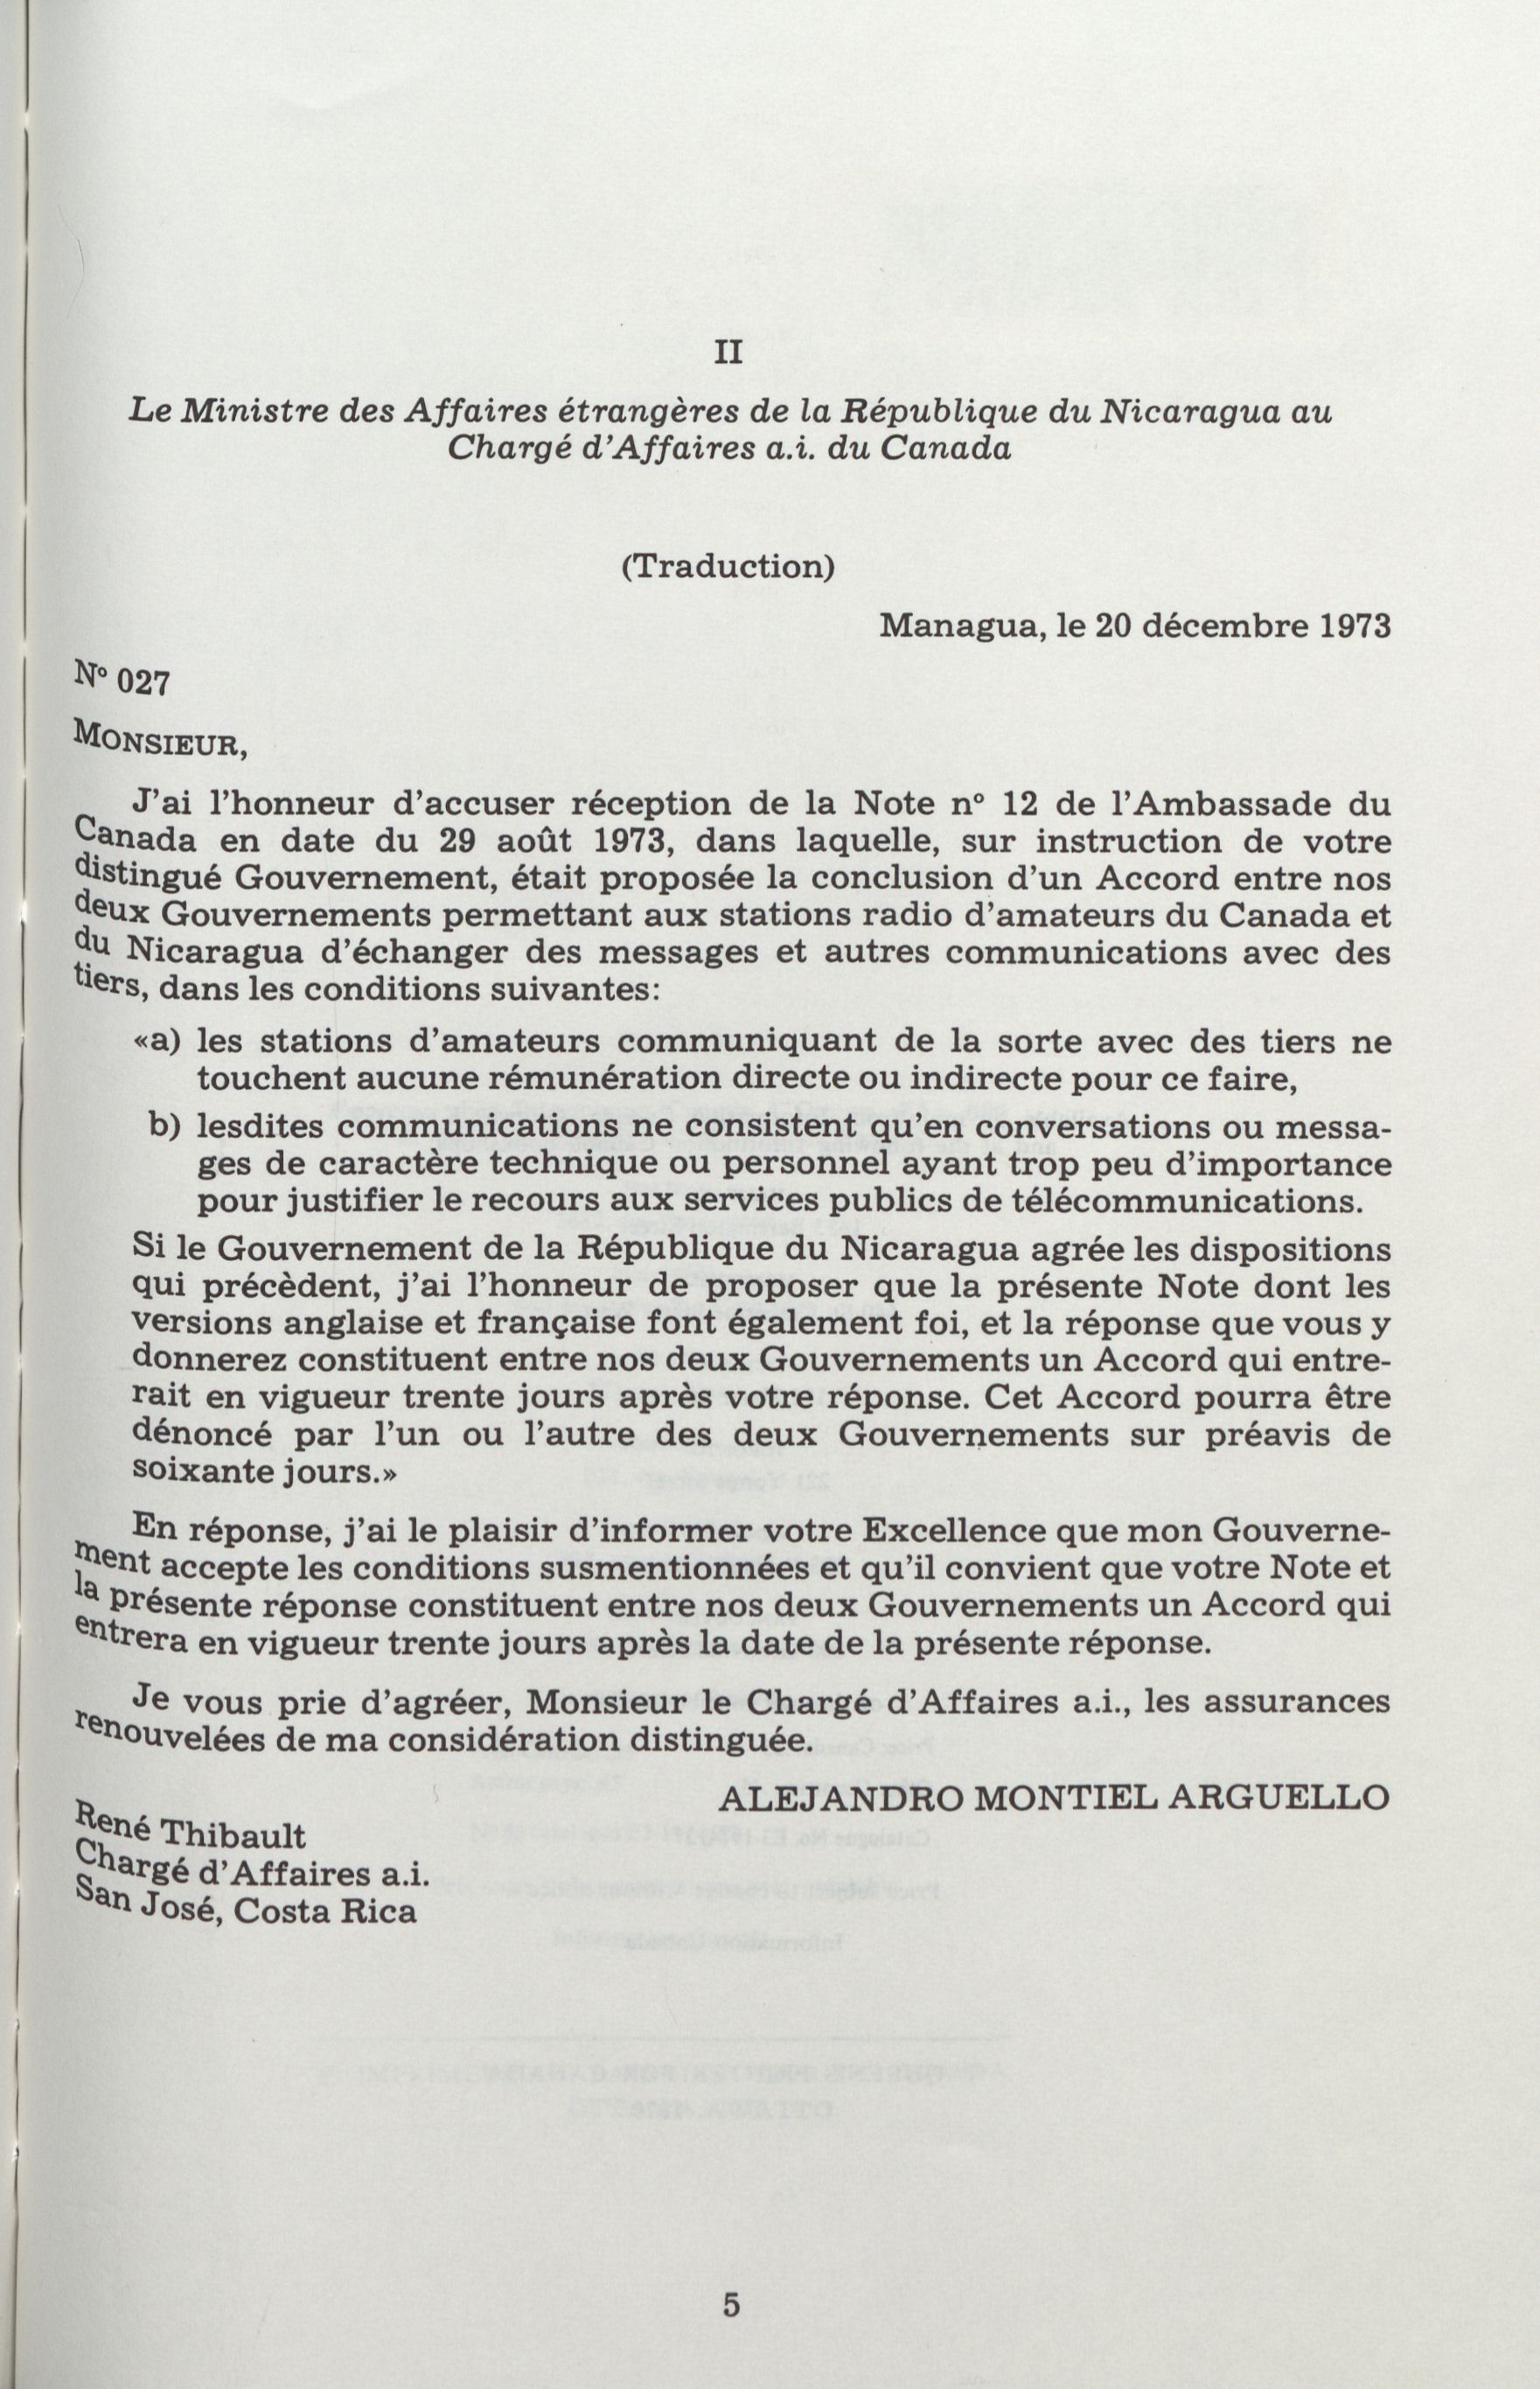 II
Le Ministre des Affaires étrangères de la République du Nicaragua au
Chargé d'Affaires a.i. du Canada
(Traduction)
Managua, le 20 décembre 1973
Nº 027
MONSIEUR,
J'ai l'honneur d'accuser réception de la Note nº 12 de l'Ambassade du
Canada en date du 29 août 1973, dans laquelle, sur instruction de votre
distingué Gouvernement, était proposée la conclusion d'un Accord entre nos
deux Gouvernements permettant aux stations radio d'amateurs du Canada et
du Nicaragua d'échanger des messages et autres communications avec des
tiers, dans les conditions suivantes:
«a) les stations d'amateurs communiquant de la sorte avec des tiers ne
touchent aucune rémunération directe ou indirecte pour ce faire,
b) lesdites communications ne consistent qu'en conversations ou messa-
ges de caractère technique ou personnel ayant trop peu d'importance
pour justifier le recours aux services publics de télécommunications.
Si le Gouvernement de la République du Nicaragua agrée les dispositions
qui précèdent, j'ai l'honneur de proposer que la présente Note dont les
versions anglaise et française font également foi, et la réponse que vous y
donnerez constituent entre nos deux Gouvernements un Accord qui entre-
rait en vigueur trente jours après votre réponse. Cet Accord pourra être
dénoncé par l'un ou l'autre des deux Gouvernements sur préavis de
soixante jours.»
En réponse, j'ai le plaisir d'informer votre Excellence que mon Gouverne-
ment accepte les conditions susmentionnées et qu'il convient que votre Note et
la présente réponse constituent entre nos deux Gouvernements un Accord qui
entrera en vigueur trente jours après la date de la présente réponse.
Je vous prie d'agréer, Monsieur le Chargé d'Affaires a.i., les assurances
renouvelées de ma considération distinguée.
ALEJANDRO MONTIEL ARGUELLO
René Thibault
Chargé d'Affaires a.i.
San José, Costa Rica
5